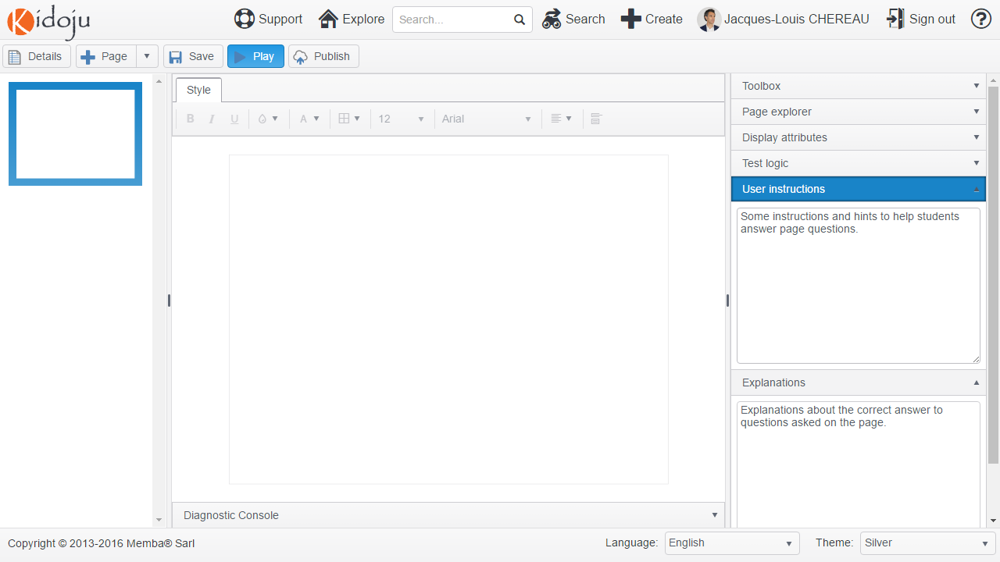 Kidoju Support Explore Search... Search Create Jacques-Louis CHEREAU Sign out
Details Page Save Play Publish
Style
B I U A 12 Arial
Toolbox
Page explorer
Display attributes
Test logic
User instructions
Some instructions and hints to help students
answer page questions.
Explanations
Explanations about the correct answer to
questions asked on the page.
Diagnostic Console
Copyright © 2013-2016 Memba® Sarl Language: English Theme: Silver